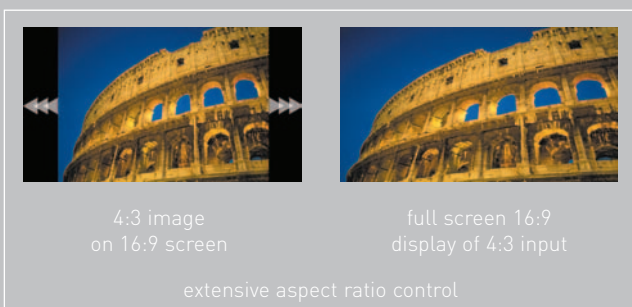 4:3 image
on 16:9 screen
full screen 16:9
display of 4:3 input
extensive aspect ratio control